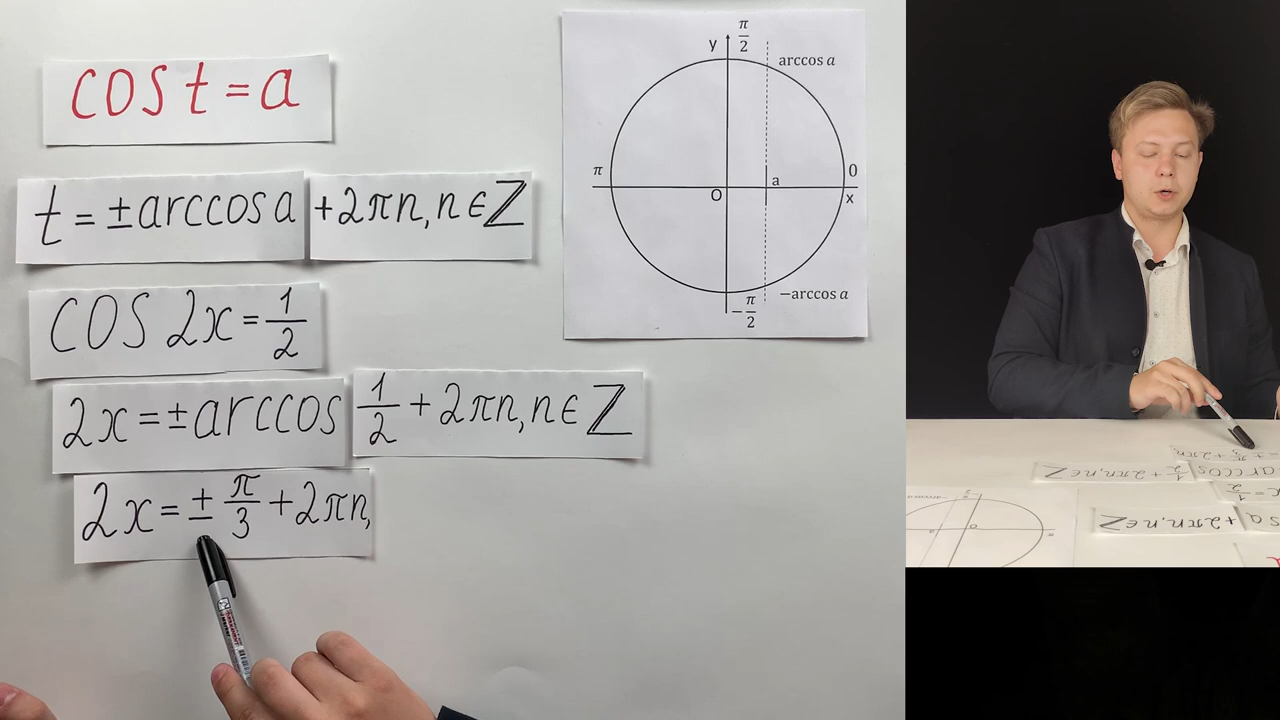 cos t = a
t = ± arccos a + 2πn, n ∈ ℤ
cos 2x = 1/2
2x = ± arccos 1/2 + 2πn, n ∈ ℤ
2x = ± π/3 + 2πn,
y
π/2
arccos a
π
0
O
a
x
-π/2
−arccos a